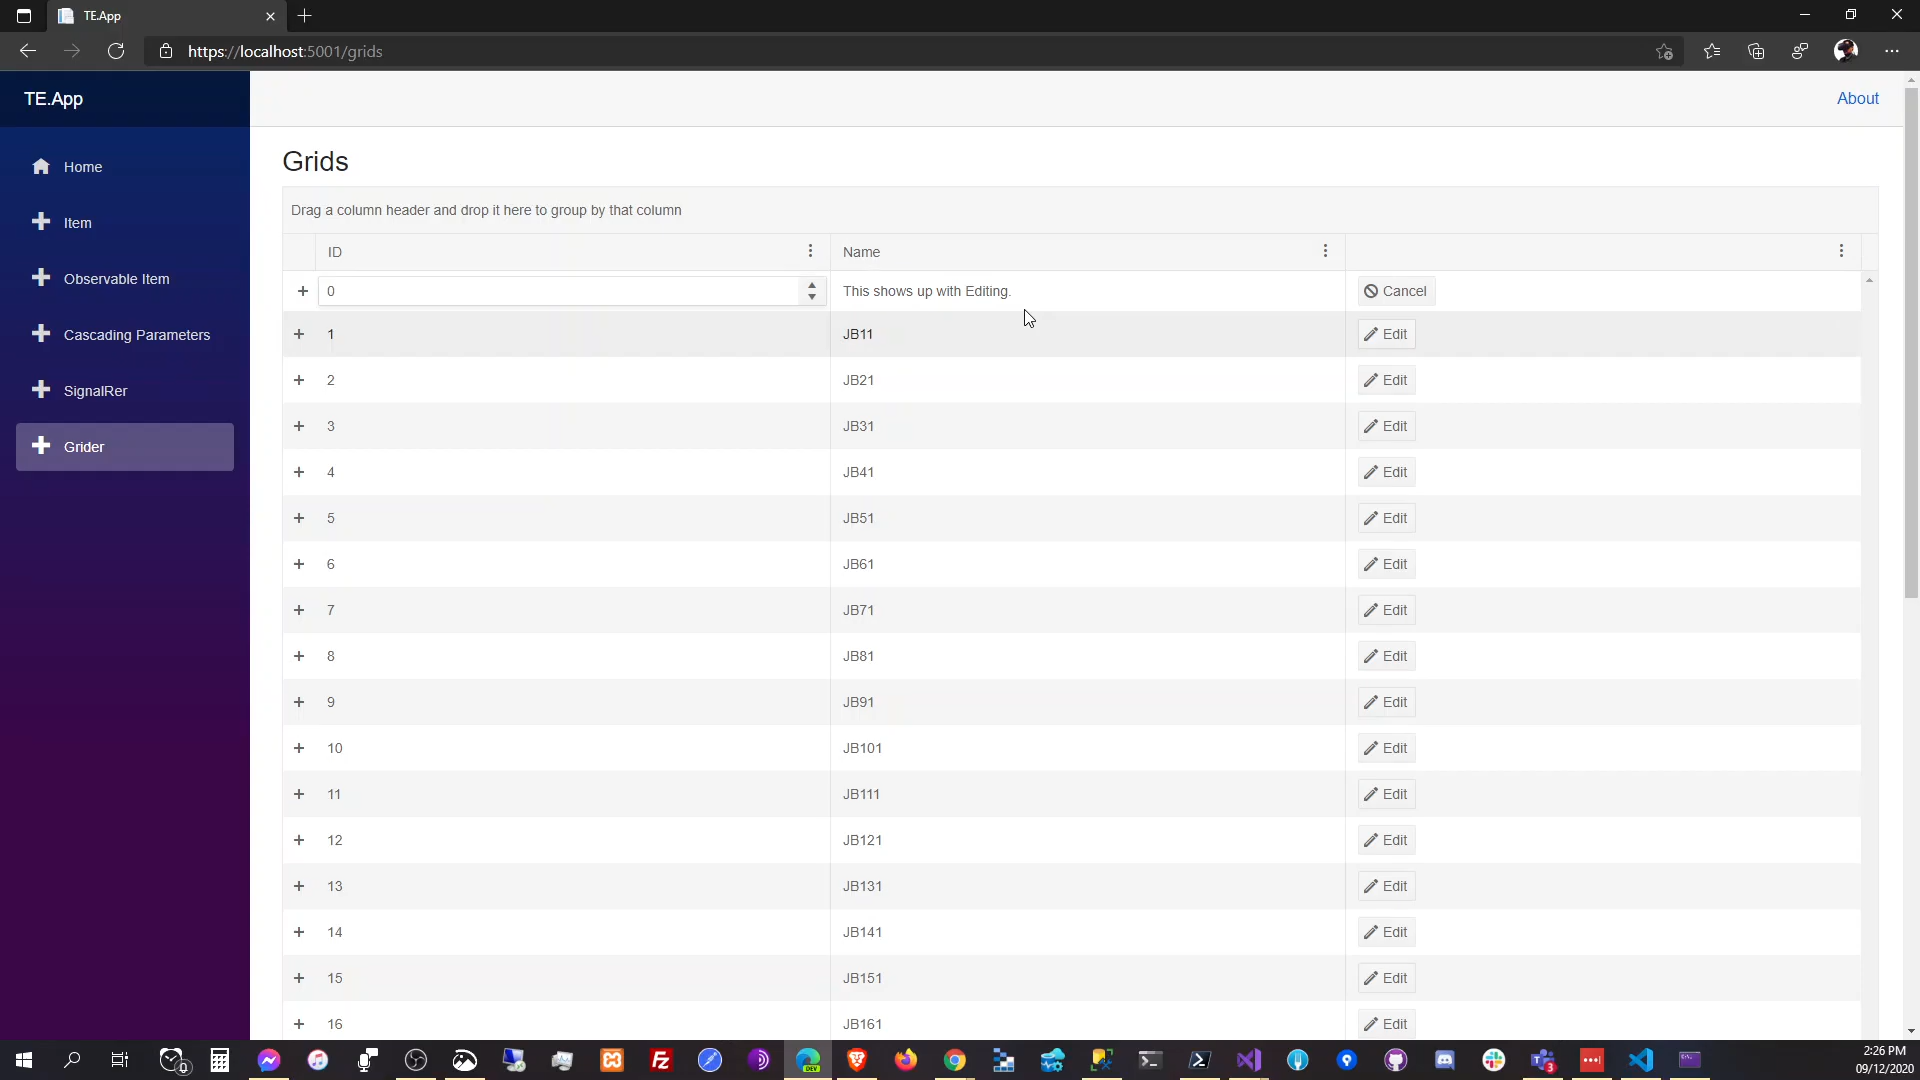 TE.App
https://localhost:5001/grids
TE.App
About
Home
Item
Observable Item
Cascading Parameters
SignalRer
Grider
Grids
Drag a column header and drop it here to group by that column
ID Name
0 This shows up with Editing. Cancel
1 JB11 Edit
2 JB21 Edit
3 JB31 Edit
4 JB41 Edit
5 JB51 Edit
6 JB61 Edit
7 JB71 Edit
8 JB81 Edit
9 JB91 Edit
10 JB101 Edit
11 JB111 Edit
12 JB121 Edit
13 JB131 Edit
14 JB141 Edit
15 JB151 Edit
16 JB161 Edit
DEV
3
2:26 PM
09/12/2020